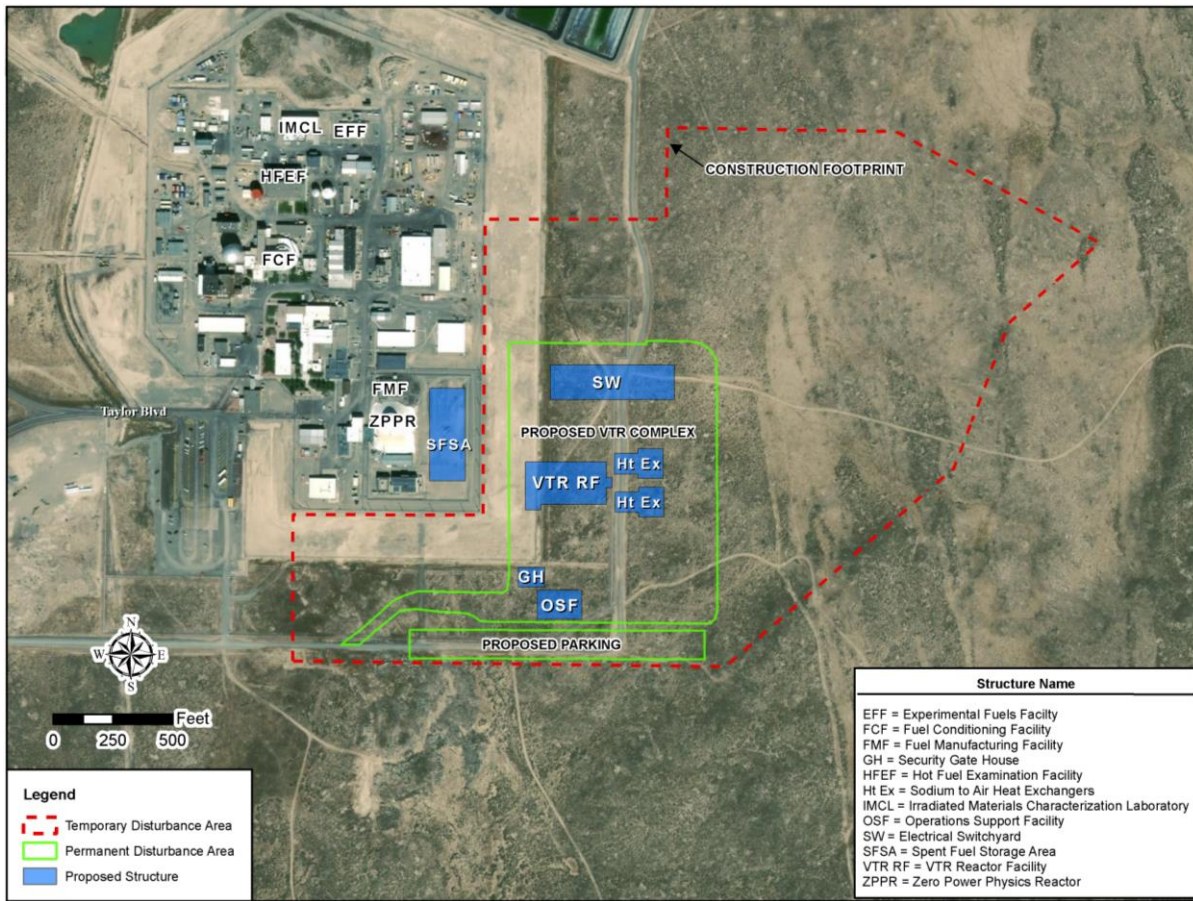 IMCL
EFF
HFEF
CONSTRUCTION FOOTPRINT
FCF
FMF
SW
Taylor Blvd
ZPPR
SFSA
PROPOSED VTR COMPLEX
Ht Ex
VTR RF
Ht Ex
GH
OSF
PROPOSED PARKING
N
W
E
S
Feet
0 250 500
Legend
Temporary Disturbance Area
Permanent Disturbance Area
Proposed Structure
Structure Name
EFF = Experimental Fuels Facilty
FCF = Fuel Conditioning Facility
FMF = Fuel Manufacturing Facility
GH = Security Gate House
HFEF = Hot Fuel Examination Facility
Ht Ex = Sodium to Air Heat Exchangers
IMCL = Irradiated Materials Characterization Laboratory
OSF = Operations Support Facility
SW = Electrical Switchyard
SFSA = Spent Fuel Storage Area
VTR RF = VTR Reactor Facility
ZPPR = Zero Power Physics Reactor